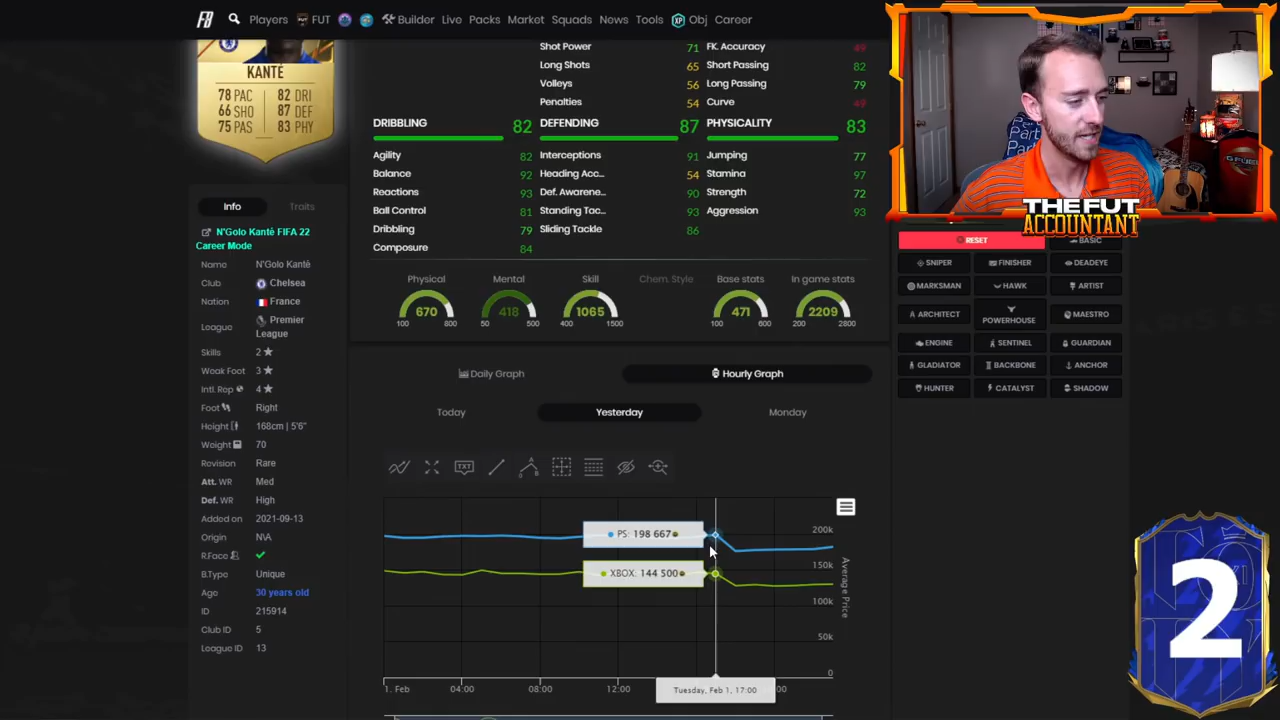 FB Players FUT Builder Live Packs Market Squads News Tools XP Obj Career
KANTÉ
78 PAC 82 DRI
66 SHO 87 DEF
75 PAS 83 PHY
Shot Power 71 FK. Accuracy 49
Long Shots 65 Short Passing 82
Volleys 56 Long Passing 79
Penalties 54 Curve 49
DRIBBLING 82 DEFENDING 87 PHYSICALITY 83
Agility 82 Interceptions 91 Jumping 77
Balance 92 Heading Acc... 54 Stamina 97
Reactions 93 Def. Awarene... 90 Strength 72
Ball Control 81 Standing Tac... 93 Aggression 93
Dribbling 79 Sliding Tackle 86
Composure 84
Info Traits
N'Golo Kanté FIFA 22
Career Mode
Name N'Golo Kanté
Club Chelsea
Nation France
League Premier
League
Skills 2 ★
Weak Foot 3 ★
Intl. Rep 4 ★
Foot Right
Height 168cm | 5'6"
Weight 70
Revision Rare
Att. WR Med
Def. WR High
Added on 2021-09-13
Origin N\A
R.Face
B.Type Unique
Age 30 years old
ID 215914
Club ID 5
League ID 13
Physical Mental Skill Chem. Style Base stats In game stats
670 418 1065 471 2209
100 800 50 500 400 1500 100 600 200 2800
Daily Graph Hourly Graph
Today Yesterday Monday
TXT
PS: 198 667
XBOX: 144 500
200k
150k
100k
50k
0
Average Price
1. Feb 04:00 08:00 12:00
Tuesday, Feb 1, 17:00
THE FUT
ACCOUNTANT
RESET BASIC
SNIPER FINISHER DEADEYE
MARKSMAN HAWK ARTIST
ARCHITECT POWERHOUSE MAESTRO
ENGINE SENTINEL GUARDIAN
GLADIATOR BACKBONE ANCHOR
HUNTER CATALYST SHADOW
2